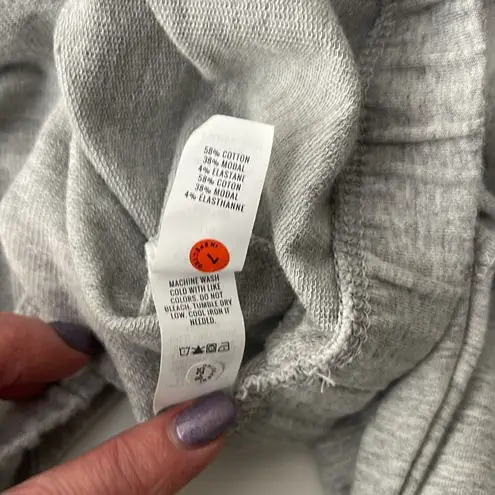 58% COTTON
38% MODAL
4% ELASTANE
58% COTON
38% MODAL
4% ELASTHANNE
MACHINE WASH
COLD WITH LIKE
COLORS. DO NOT
BLEACH. TUMBLE DRY
LOW. COOL IRON IF
NEEDED.